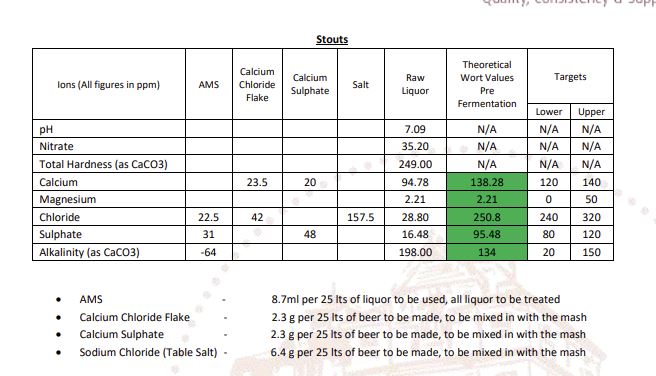 Quality, Consistency & Supp
Stouts
Ions (All figures in ppm) AMS Calcium Chloride Flake Calcium Sulphate Salt Raw Liquor Theoretical Wort Values Pre Fermentation Targets
Lower Upper
pH 7.09 N/A N/A N/A
Nitrate 35.20 N/A N/A N/A
Total Hardness (as CaCO3) 249.00 N/A N/A N/A
Calcium 23.5 20 94.78 138.28 120 140
Magnesium 2.21 2.21 0 50
Chloride 22.5 42 157.5 28.80 250.8 240 320
Sulphate 31 48 16.48 95.48 80 120
Alkalinity (as CaCO3) -64 198.00 134 20 150
• AMS - 8.7ml per 25 lts of liquor to be used, all liquor to be treated
• Calcium Chloride Flake - 2.3 g per 25 lts of beer to be made, to be mixed in with the mash
• Calcium Sulphate - 2.3 g per 25 lts of beer to be made, to be mixed in with the mash
• Sodium Chloride (Table Salt) - 6.4 g per 25 lts of beer to be made, to be mixed in with the mash